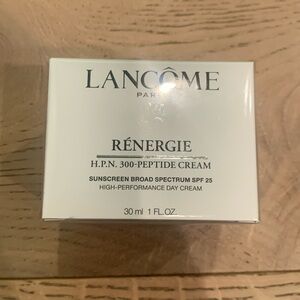 LANCÔME
PARIS
RÉNERGIE
H.P.N. 300-PEPTIDE CREAM
SUNSCREEN BROAD SPECTRUM SPF 25
HIGH-PERFORMANCE DAY CREAM
30 ml 1 FL.OZ.